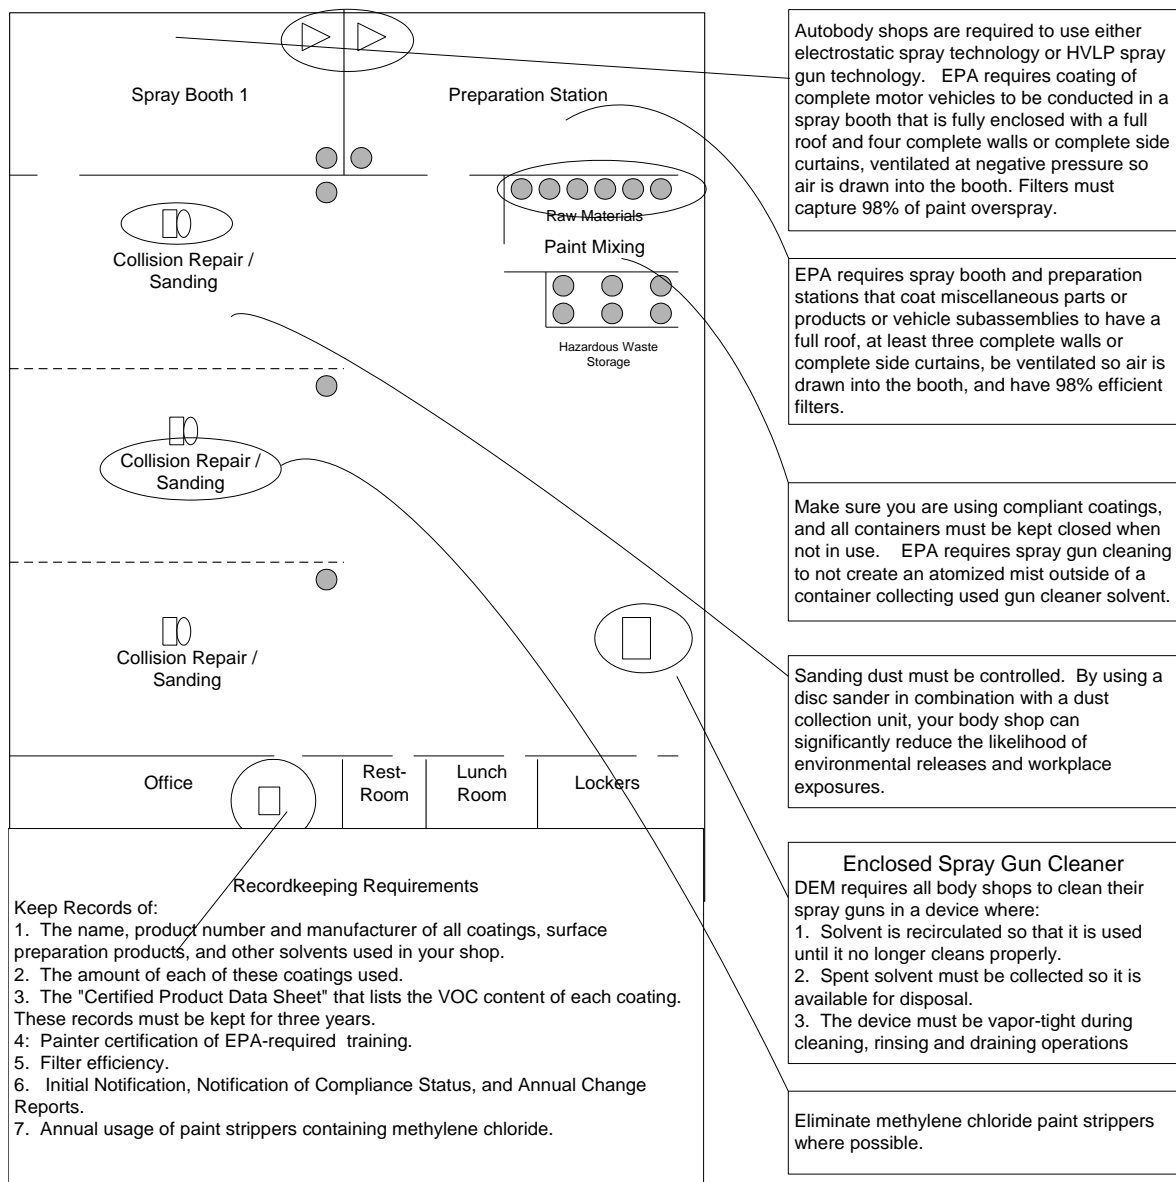 Spray Booth 1
Preparation Station
Raw Materials
Paint Mixing
Collision Repair /
Sanding
Hazardous Waste
Storage
Collision Repair /
Sanding
Collision Repair /
Sanding
Office
Rest-
Room
Lunch
Room
Lockers
Recordkeeping Requirements
Keep Records of:
1. The name, product number and manufacturer of all coatings, surface
preparation products, and other solvents used in your shop.
2. The amount of each of these coatings used.
3. The "Certified Product Data Sheet" that lists the VOC content of each coating.
These records must be kept for three years.
4: Painter certification of EPA-required training.
5. Filter efficiency.
6. Initial Notification, Notification of Compliance Status, and Annual Change
Reports.
7. Annual usage of paint strippers containing methylene chloride.
Autobody shops are required to use either
electrostatic spray technology or HVLP spray
gun technology. EPA requires coating of
complete motor vehicles to be conducted in a
spray booth that is fully enclosed with a full
roof and four complete walls or complete side
curtains, ventilated at negative pressure so
air is drawn into the booth. Filters must
capture 98% of paint overspray.
EPA requires spray booth and preparation
stations that coat miscellaneous parts or
products or vehicle subassemblies to have a
full roof, at least three complete walls or
complete side curtains, be ventilated so air is
drawn into the booth, and have 98% efficient
filters.
Make sure you are using compliant coatings,
and all containers must be kept closed when
not in use. EPA requires spray gun cleaning
to not create an atomized mist outside of a
container collecting used gun cleaner solvent.
Sanding dust must be controlled. By using a
disc sander in combination with a dust
collection unit, your body shop can
significantly reduce the likelihood of
environmental releases and workplace
exposures.
Enclosed Spray Gun Cleaner
DEM requires all body shops to clean their
spray guns in a device where:
1. Solvent is recirculated so that it is used
until it no longer cleans properly.
2. Spent solvent must be collected so it is
available for disposal.
3. The device must be vapor-tight during
cleaning, rinsing and draining operations
Eliminate methylene chloride paint strippers
where possible.